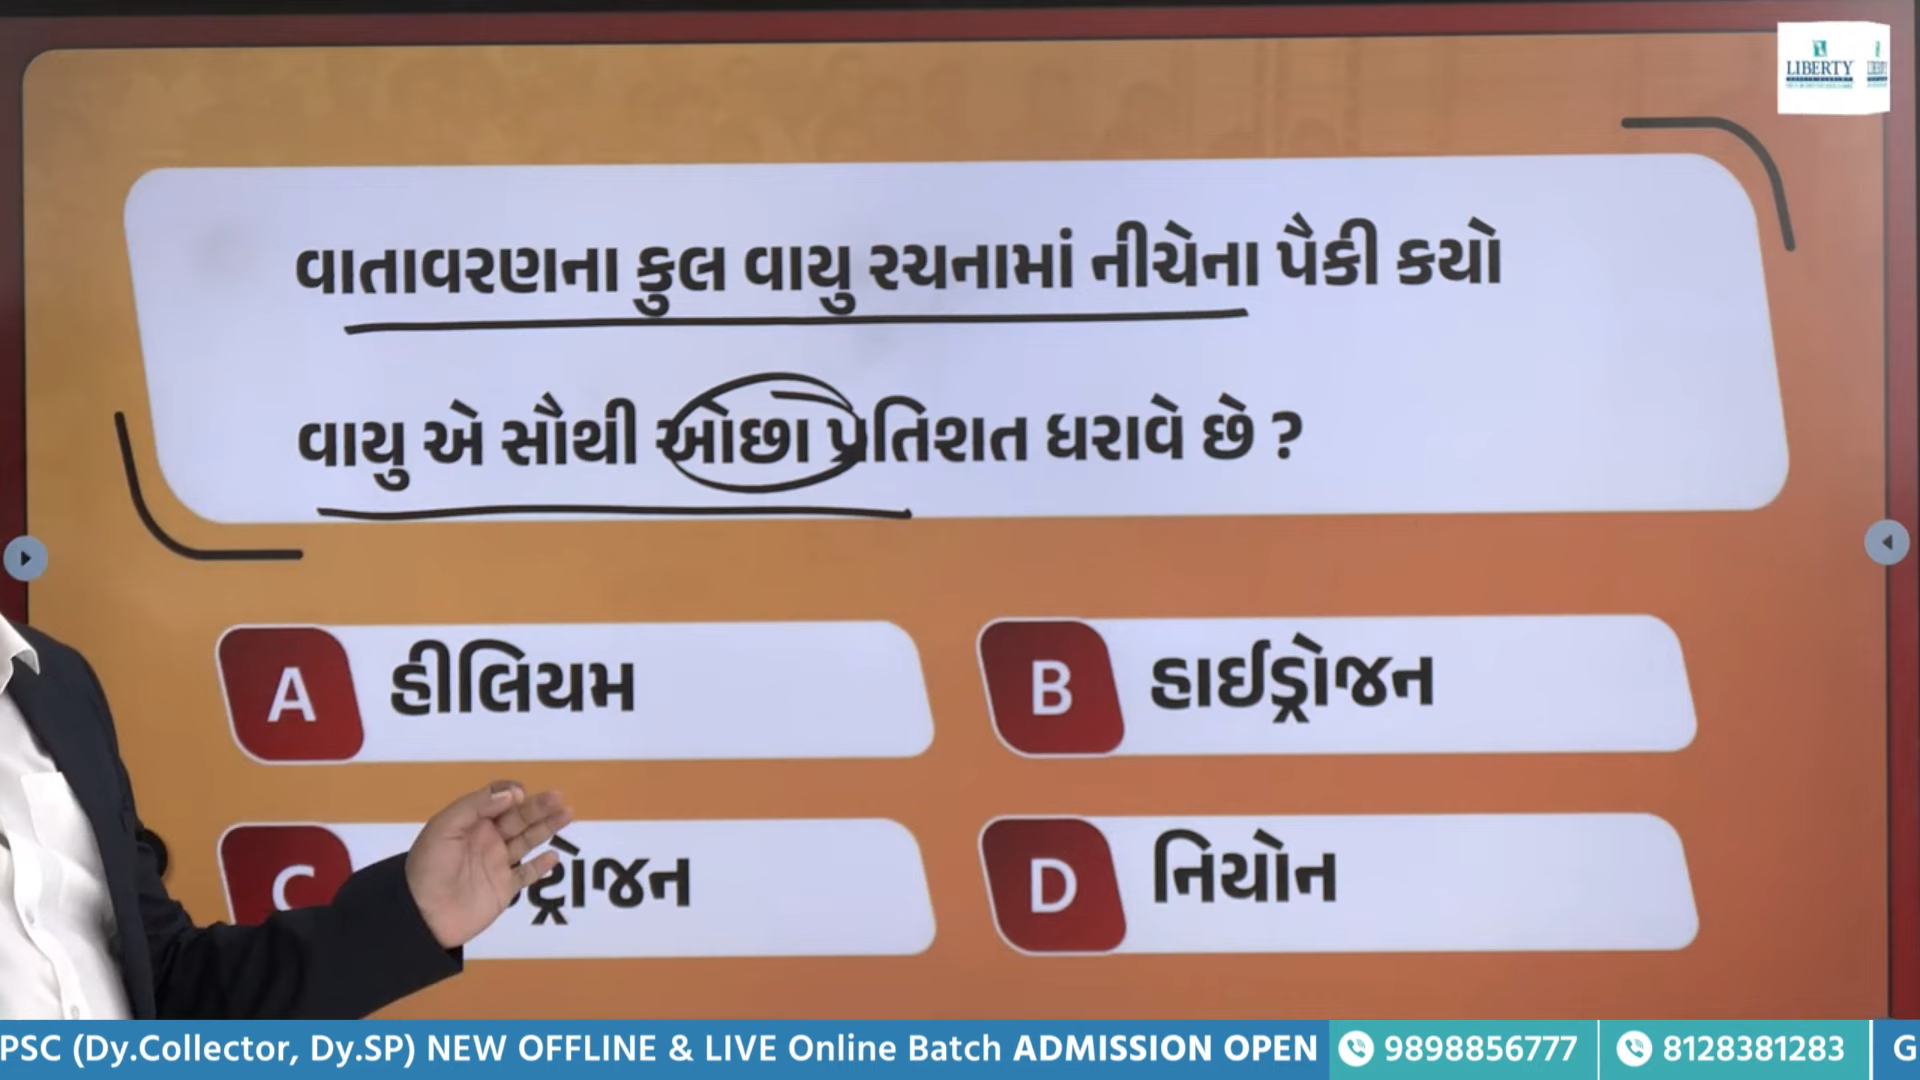 LIBERTY
વાતાવરણના કુલ વાયુ રચનામાં નીચેના પૈકી કયો
વાયુ એ સૌથી ઓછા પ્રતિશત ધરાવે છે ?
A હીલિયમ
B હાઈડ્રોજન
C
D નિયોન
PSC (Dy.Collector, Dy.SP) NEW OFFLINE & LIVE Online Batch ADMISSION OPEN 9898856777 8128381283 G